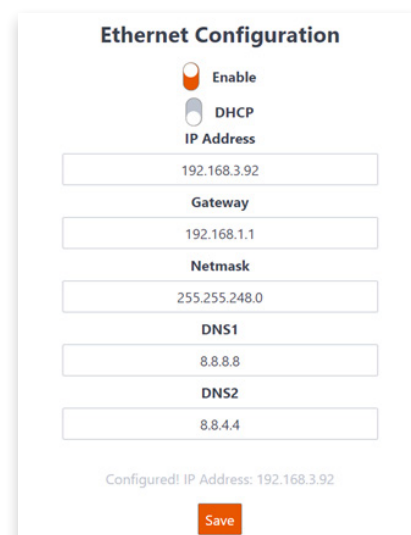 Ethernet Configuration
Enable
DHCP
IP Address
192.168.3.92
Gateway
192.168.1.1
Netmask
255.255.248.0
DNS1
8.8.8.8
DNS2
8.8.4.4
Configured! IP Address: 192.168.3.92
Save